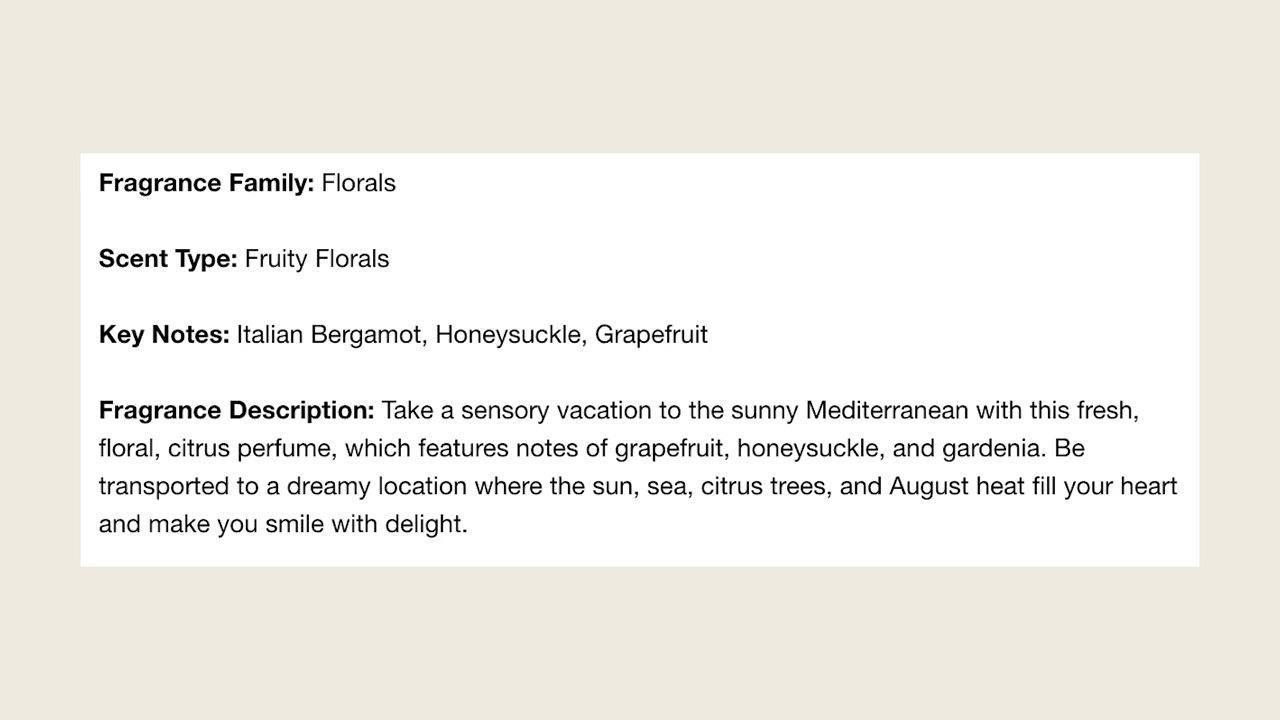 Fragrance Family: Florals
Scent Type: Fruity Florals
Key Notes: Italian Bergamot, Honeysuckle, Grapefruit
Fragrance Description: Take a sensory vacation to the sunny Mediterranean with this fresh,
floral, citrus perfume, which features notes of grapefruit, honeysuckle, and gardenia. Be
transported to a dreamy location where the sun, sea, citrus trees, and August heat fill your heart
and make you smile with delight.